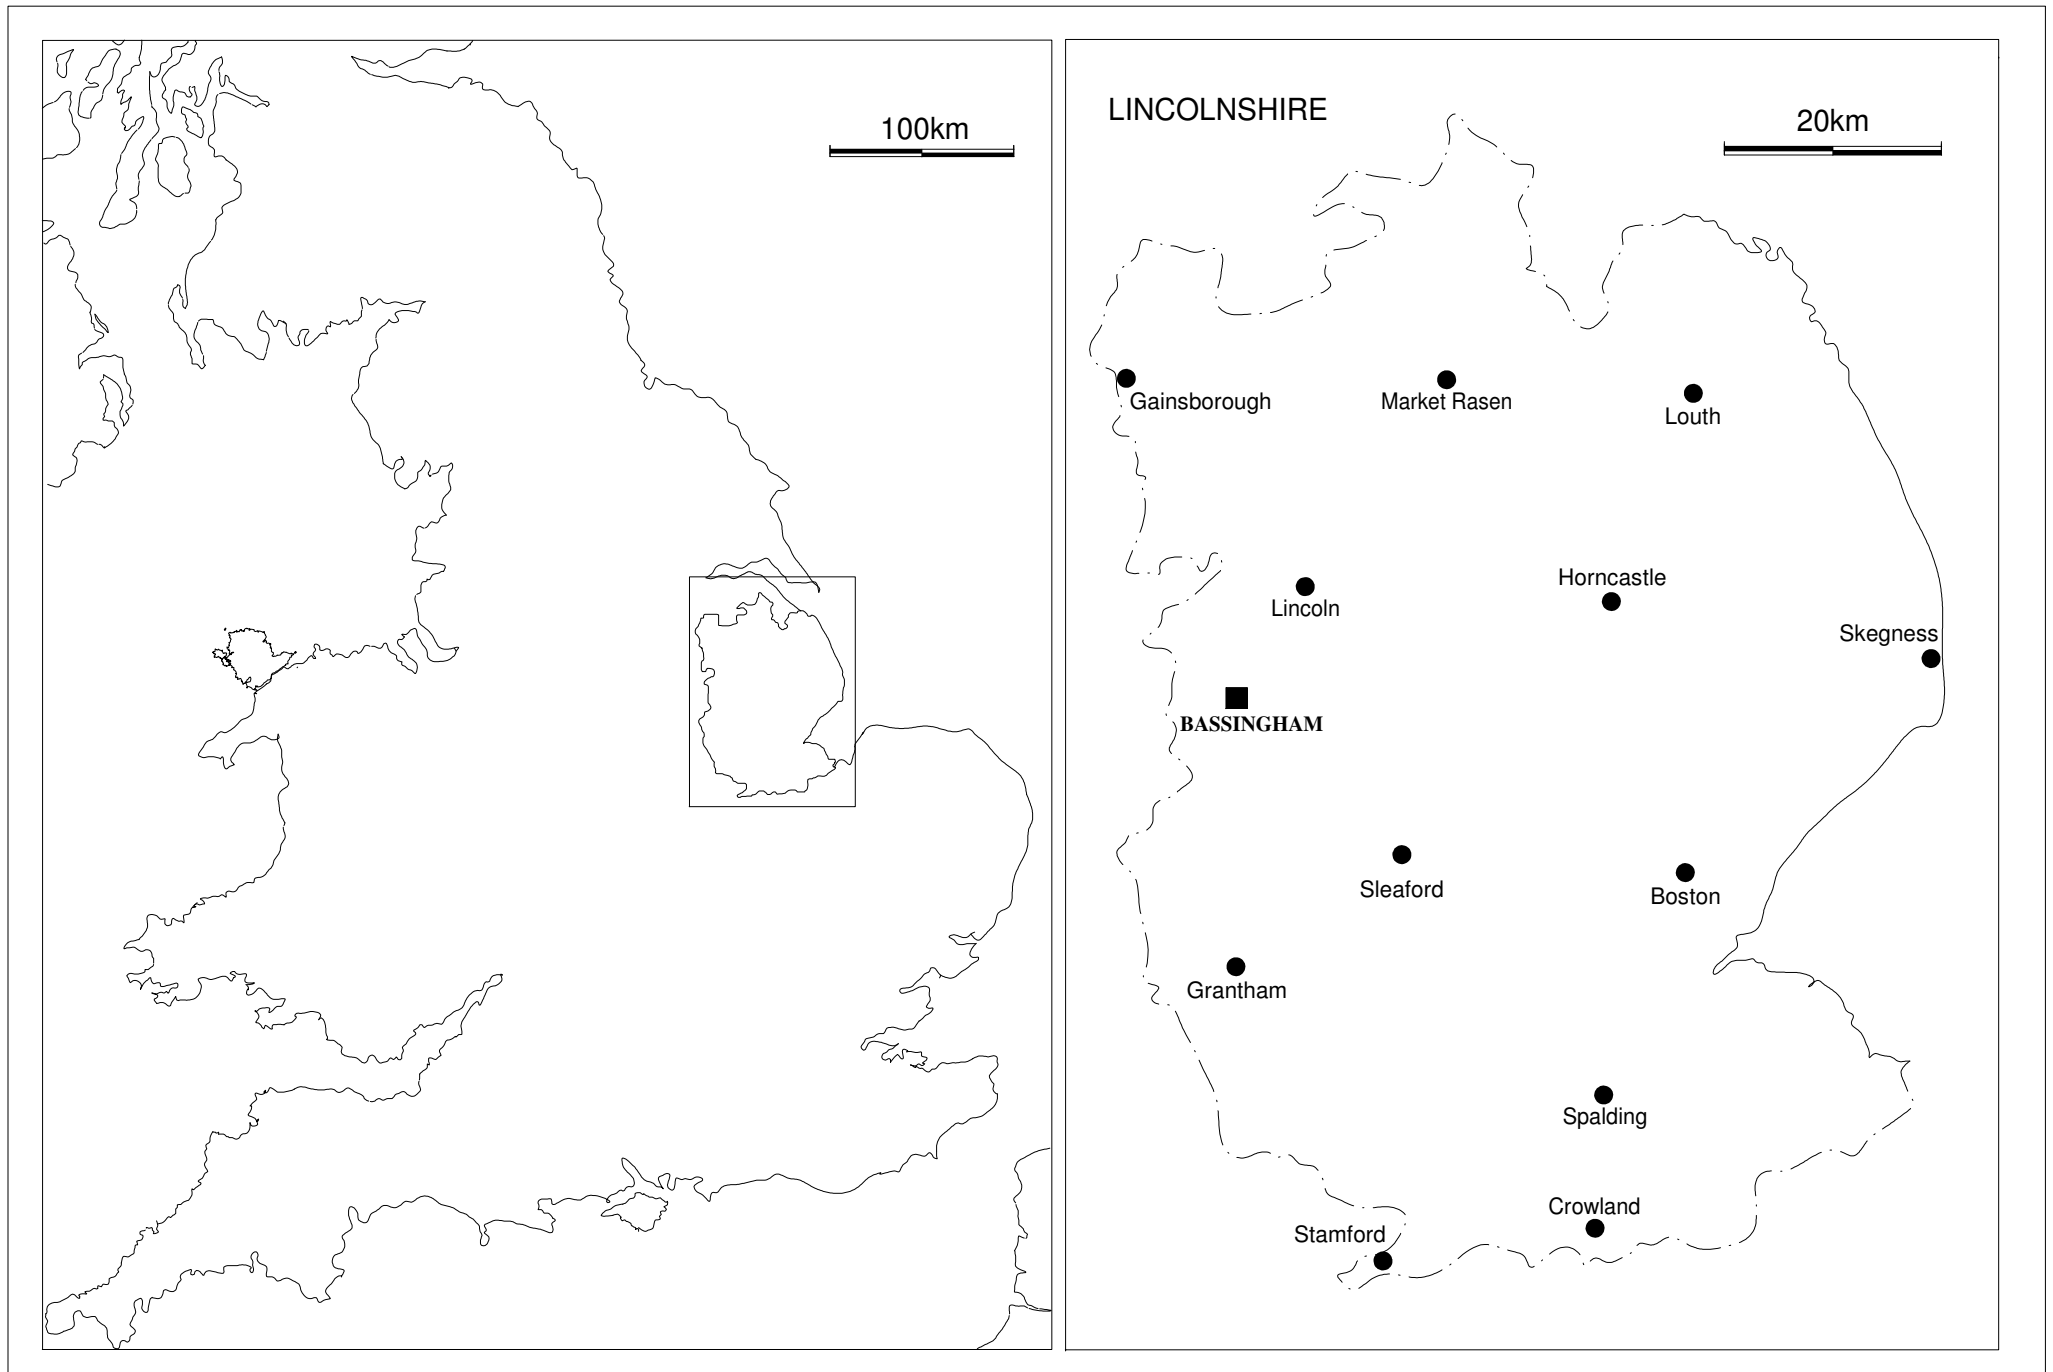 100km
LINCOLNSHIRE
20km
Gainsborough
Market Rasen
Louth
Lincoln
Horncastle
Skegness
BASSINGHAM
Sleaford
Boston
Grantham
Spalding
Crowland
Stamford